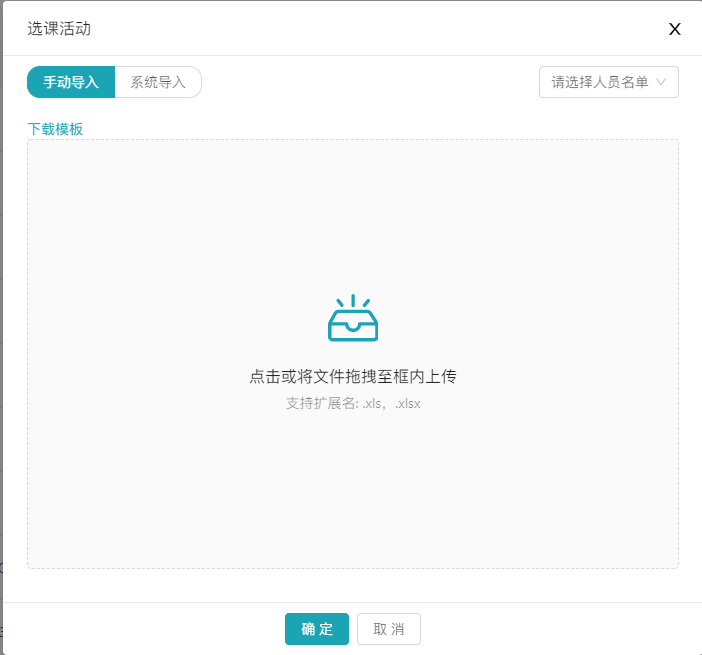 选课活动 X
手动导入 系统导入 请选择人员名单
下载模板
点击或将文件拖拽至框内上传
支持扩展名: .xls，.xlsx
确 定 取 消